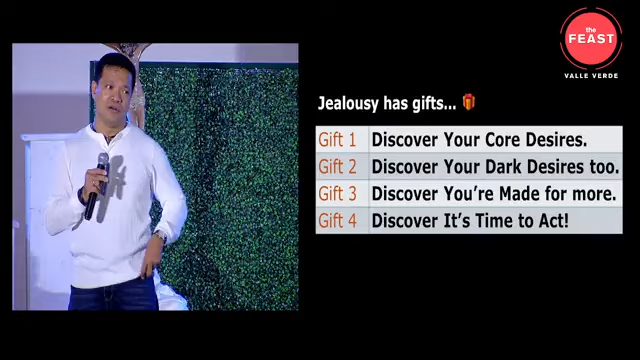 the
FEAST
VALLE VERDE
Jealousy has gifts...
Gift 1 Discover Your Core Desires.
Gift 2 Discover Your Dark Desires too.
Gift 3 Discover You're Made for more.
Gift 4 Discover It's Time to Act!